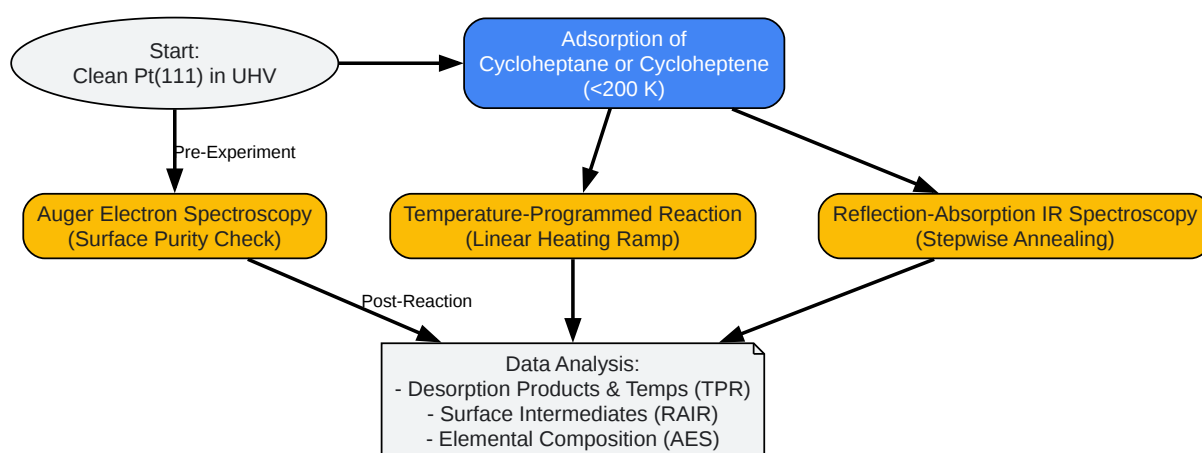 Start:
Clean Pt(111) in UHV
Adsorption of
Cycloheptane or Cycloheptene
(<200 K)
Pre-Experiment
Auger Electron Spectroscopy
(Surface Purity Check)
Temperature-Programmed Reaction
(Linear Heating Ramp)
Reflection-Absorption IR Spectroscopy
(Stepwise Annealing)
Post-Reaction
Data Analysis:
- Desorption Products & Temps (TPR)
- Surface Intermediates (RAIR)
- Elemental Composition (AES)